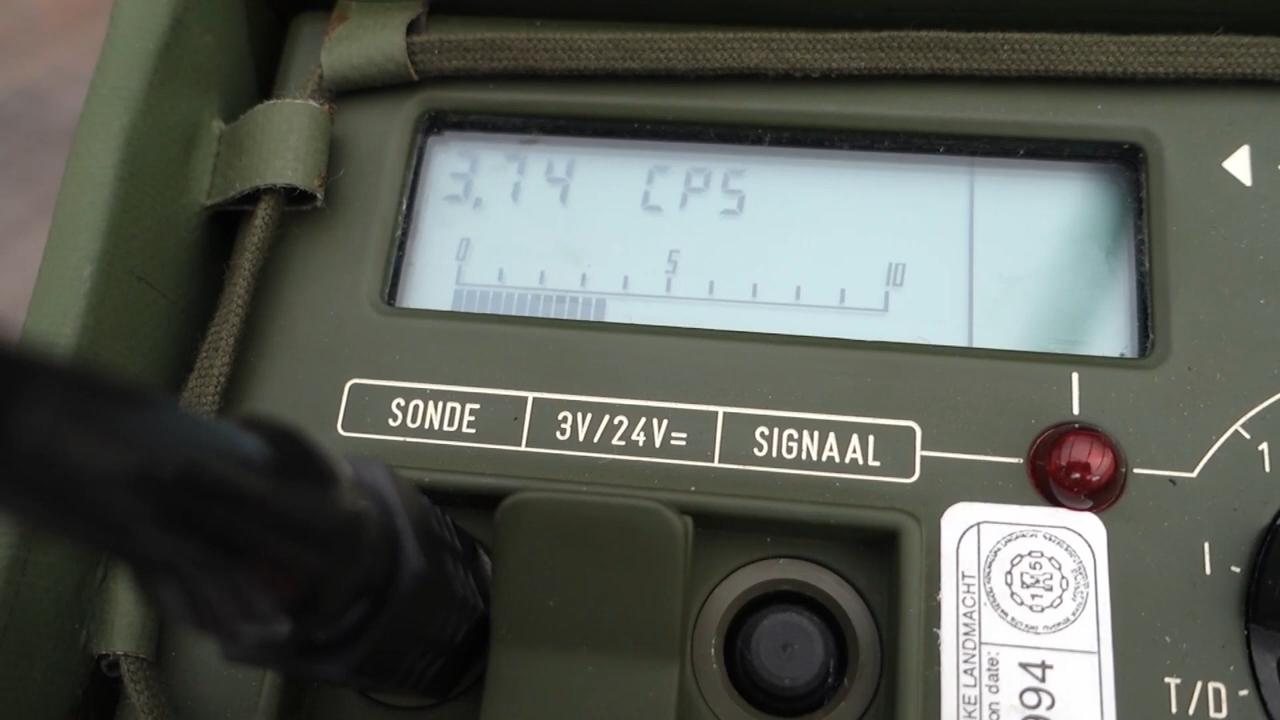 3,74 CPS
0 5 10
SONDE 3V/24V= SIGNAAL
1
KE LANDMACHT
on date:
994
T/D